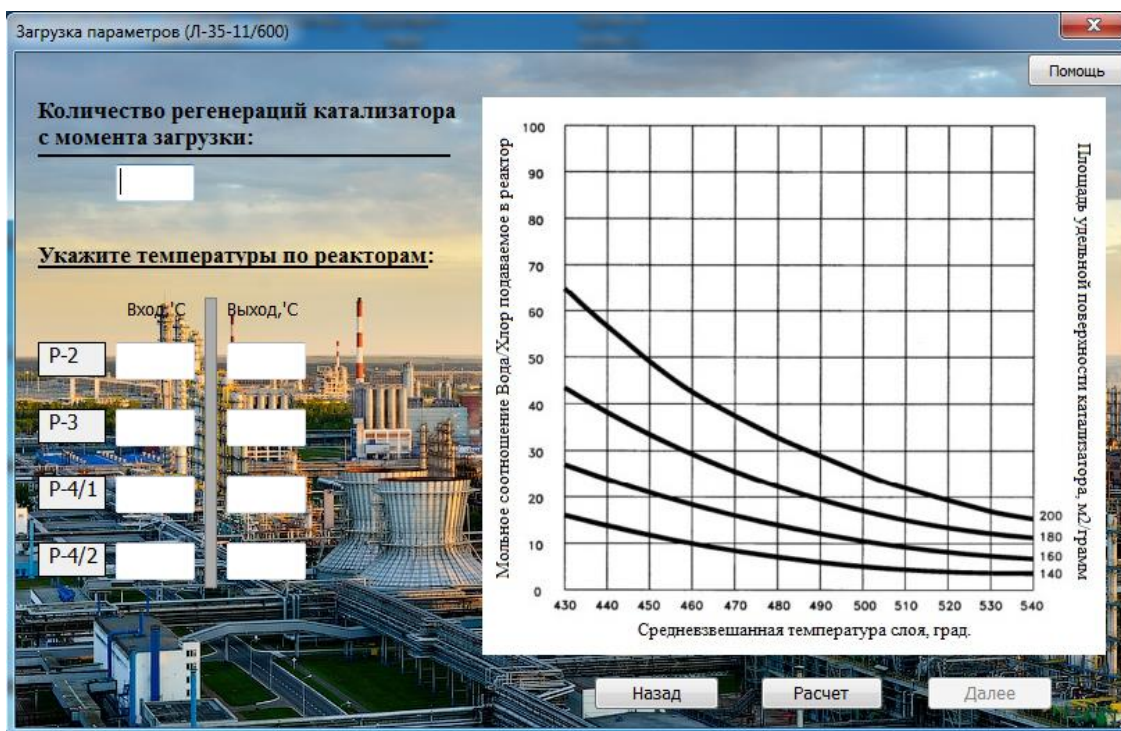 Загрузка параметров (Л-35-11/600)
Помощь
Количество регенераций катализатора
с момента загрузки:
Укажите температуры по реакторам:
Вход,'С
Выход,'С
Р-2
Р-3
Р-4/1
Р-4/2
Мольное соотношение Вода/Хлор подаваемое в реактор
100
90
80
70
60
50
40
30
20
10
0
430 440 450 460 470 480 490 500 510 520 530 540
Средневзвешанная температура слоя, град.
200
180
160
140
Площадь удельной поверхности катализатора, м2/грамм
Назад
Расчет
Далее